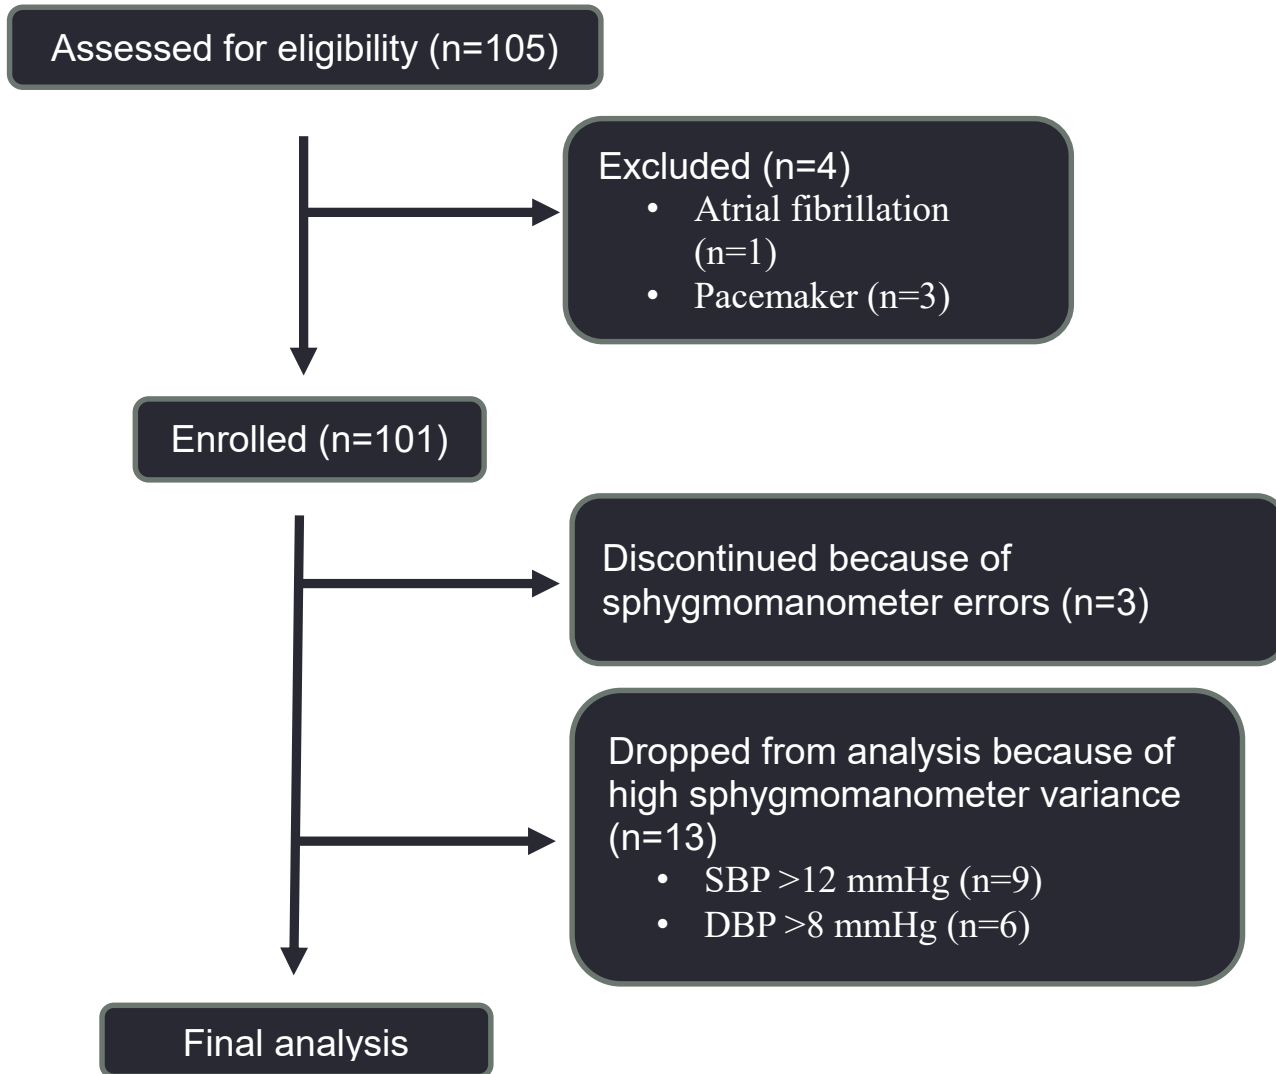 Assessed for eligibility (n=105)
Excluded (n=4)
• Atrial fibrillation
(n=1)
• Pacemaker (n=3)
Enrolled (n=101)
Discontinued because of
sphygmomanometer errors (n=3)
Dropped from analysis because of
high sphygmomanometer variance
(n=13)
• SBP >12 mmHg (n=9)
• DBP >8 mmHg (n=6)
Final analysis